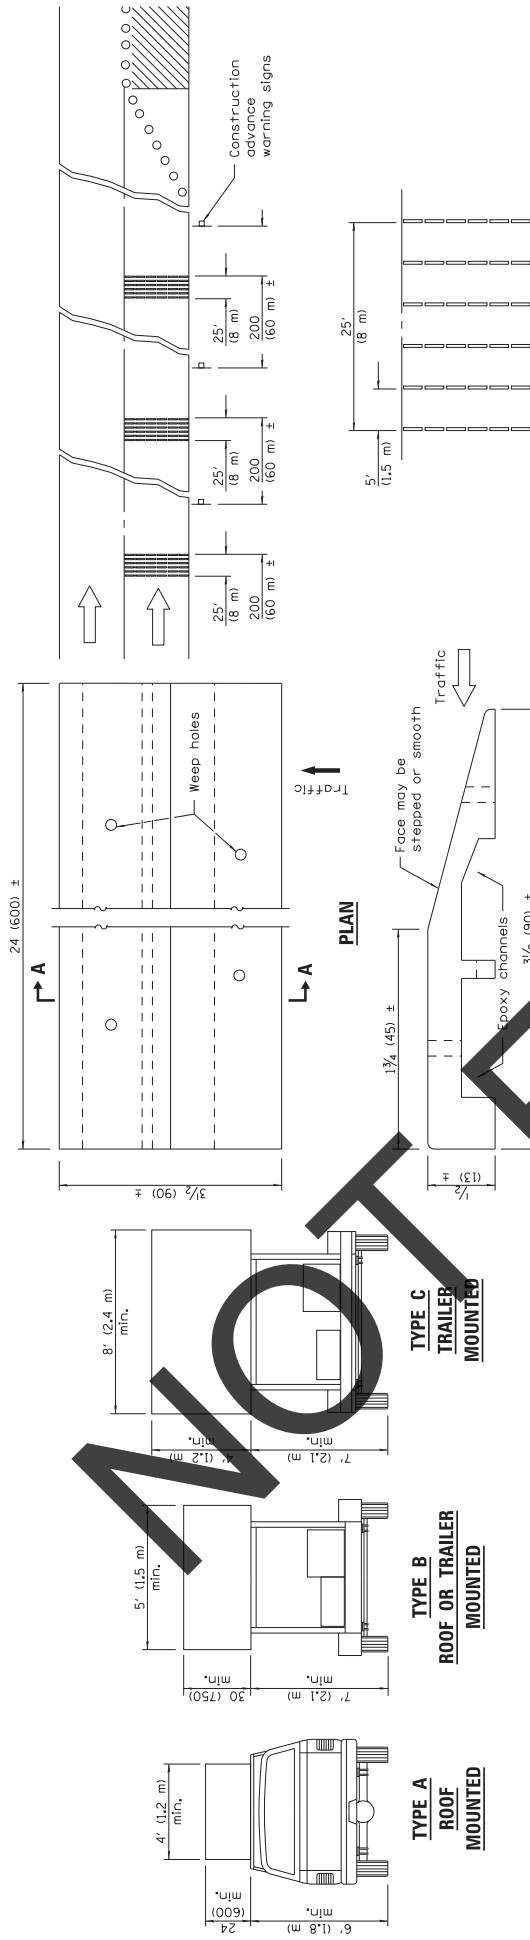 Construction
advance
warning signs
25'
(8 m)
200
(60 m) ±
25'
(8 m)
200
(60 m) ±
25'
(8 m)
200
(60 m) ±
25'
(8 m)
5'
(1.5 m)
24 (600) ±
Weep holes
A
A
Traffic
3½ (90) ±
PLAN
Traffic
Face may be
stepped or smooth
1¾ (45) ±
Epoxy channels
½
(13) ±
3½ (90) ±
8' (2.4 m)
min.
4' (1.2 m)
min.
7' (2.1 m)
min.
TYPE C
TRAILER
MOUNTED
5' (1.5 m)
min.
30 (750)
min.
7' (2.1 m)
min.
TYPE B
ROOF OR TRAILER
MOUNTED
4' (1.2 m)
min.
24
(600)
min.
6' (1.8 m)
min.
TYPE A
ROOF
MOUNTED
NOT